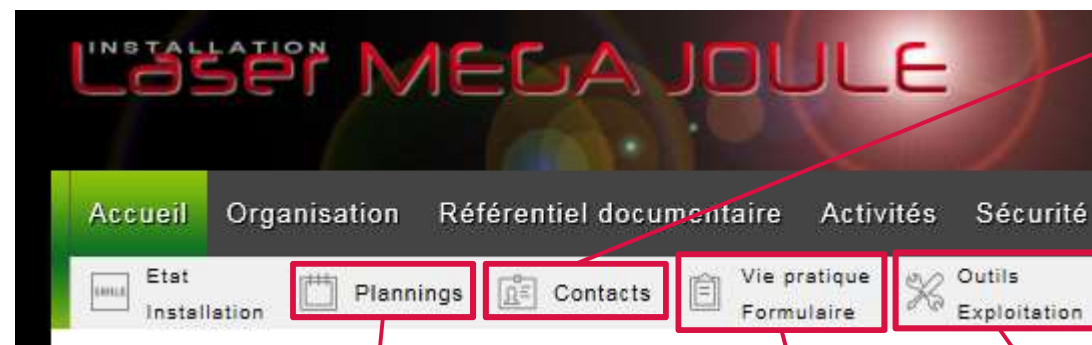 INSTALLATION
Laser MEGA JOULE
Accueil Organisation Référentiel documentaire Activités Sécurité
Etat Plannings Contacts Vie pratique Outils
Installation Formulaire Exploitation